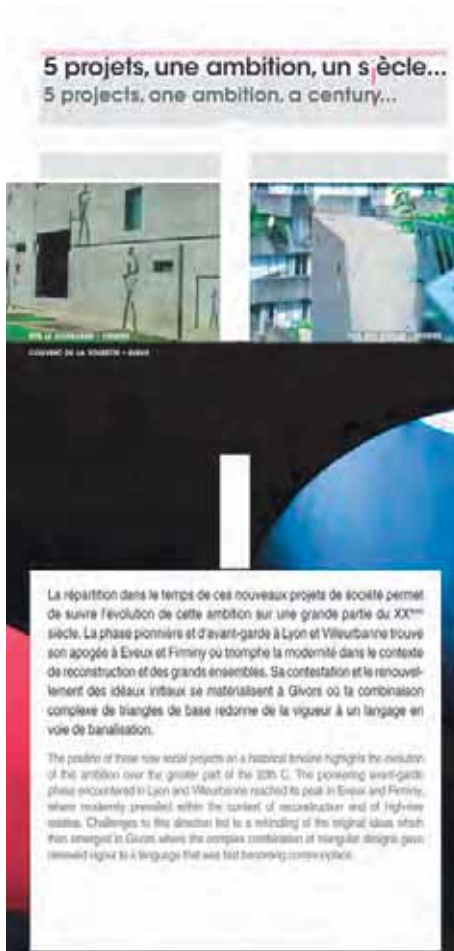 5 projets, une ambition, un siècle...
5 projects, one ambition, a century...
COUVENT DE LA TOURETTE • EVEUX
La répartition dans le temps de ces nouveaux projets de société permet
de suivre l'évolution de cette ambition sur une grande partie du XXème
siècle. La phase pionnière et d'avant-garde à Lyon et Villeurbanne trouve
son apogée à Eveux et Firminy où triomphe la modernité dans le contexte
de reconstruction et des grands ensembles. Sa contestation et le renouvel-
lement des idéaux initiaux se matérialisent à Givors où la combinaison
complexe de triangles de base redonne de la vigueur à un langage en
voie de banalisation.
The position of these new social projects on a historical timeline highlights the evolution
of this ambition over the greater part of the 20th C. The pioneering avant-garde
phase encountered in Lyon and Villeurbanne reached its peak in Eveux and Firminy,
where modernity prevailed within the context of reconstruction and of high-rise
estates. Challenges to this direction led to a rekindling of the original ideas which
then emerged in Givors where the complex combination of triangular designs gave
renewed vigour to a language that was fast becoming commonplace.